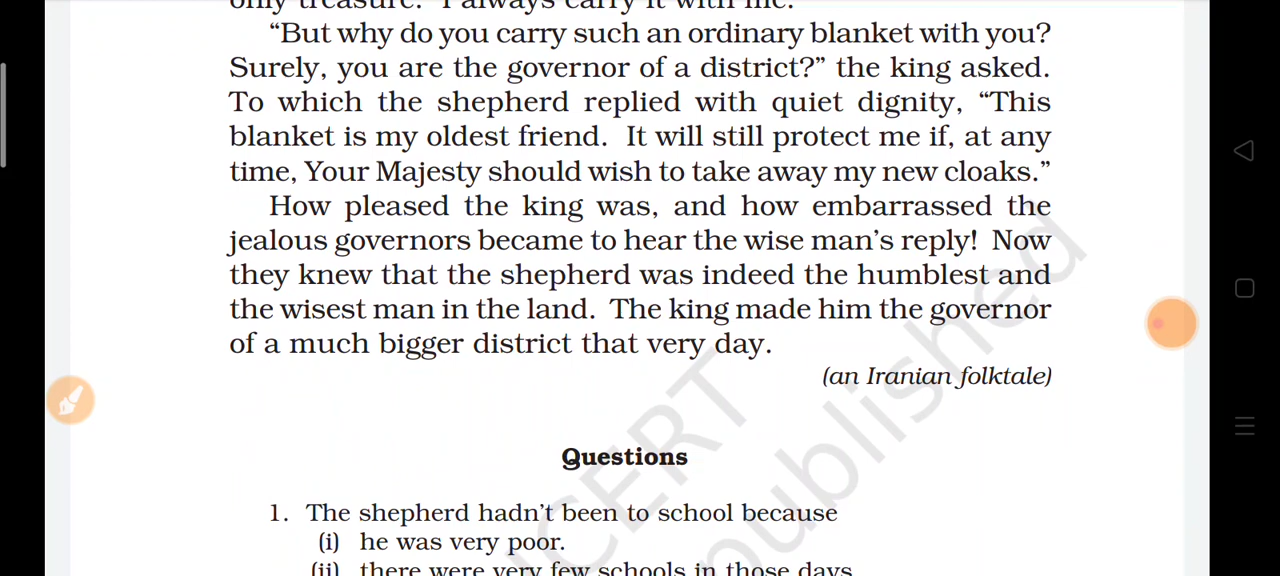 only treasure. I always carry it with me.
“But why do you carry such an ordinary blanket with you?
Surely, you are the governor of a district?” the king asked.
To which the shepherd replied with quiet dignity, “This
blanket is my oldest friend. It will still protect me if, at any
time, Your Majesty should wish to take away my new cloaks.”
How pleased the king was, and how embarrassed the
jealous governors became to hear the wise man’s reply! Now
they knew that the shepherd was indeed the humblest and
the wisest man in the land. The king made him the governor
of a much bigger district that very day.
(an Iranian folktale)
Questions
1. The shepherd hadn’t been to school because
(i) he was very poor.
(ii) there were very few schools in those days
NCERT
published